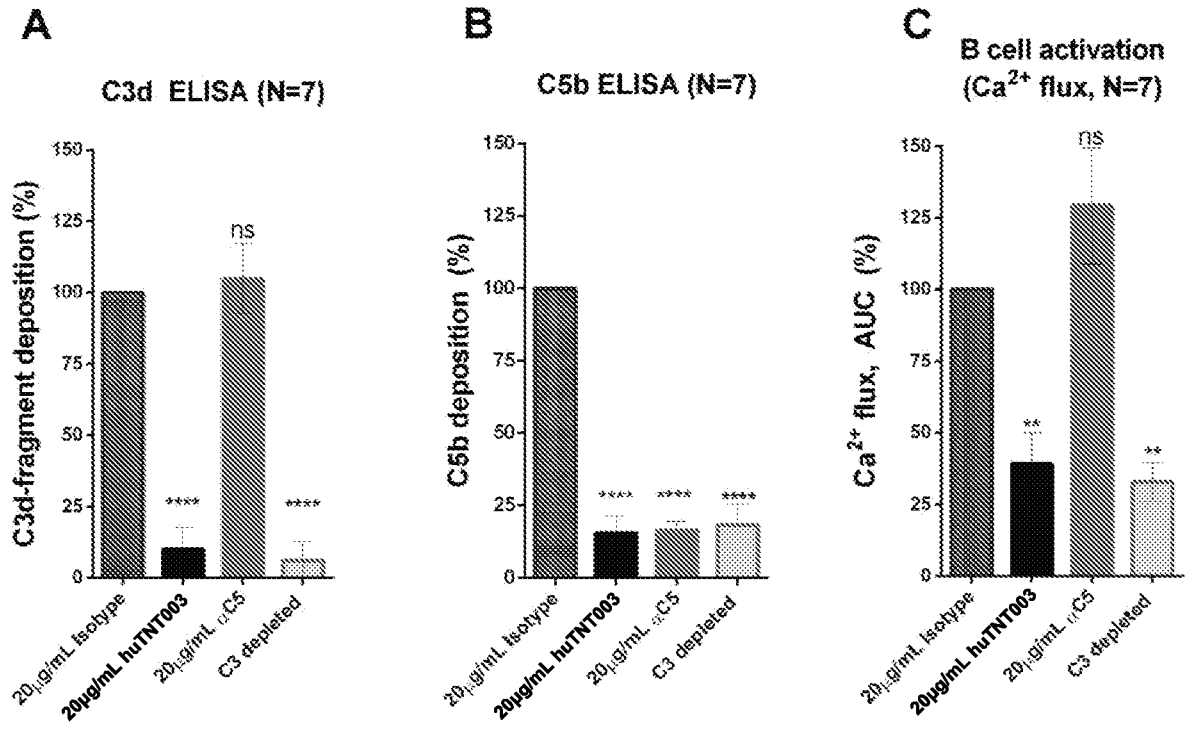 A
C3d ELISA (N=7)
C3d-fragment deposition (%)
150
125
100
75
50
25
0
ns
****
****
20µg/mL Isotype
20µg/mL huTNT003
20µg/mL αC5
C3 depleted
B
C5b ELISA (N=7)
C5b deposition (%)
150
125
100
75
50
25
0
****
****
****
20µg/mL Isotype
20µg/mL huTNT003
20µg/mL αC5
C3 depleted
C
B cell activation
(Ca²⁺ flux, N=7)
Ca²⁺ flux, AUC (%)
150
125
100
75
50
25
0
ns
**
**
20µg/mL Isotype
20µg/mL huTNT003
20µg/mL αC5
C3 depleted